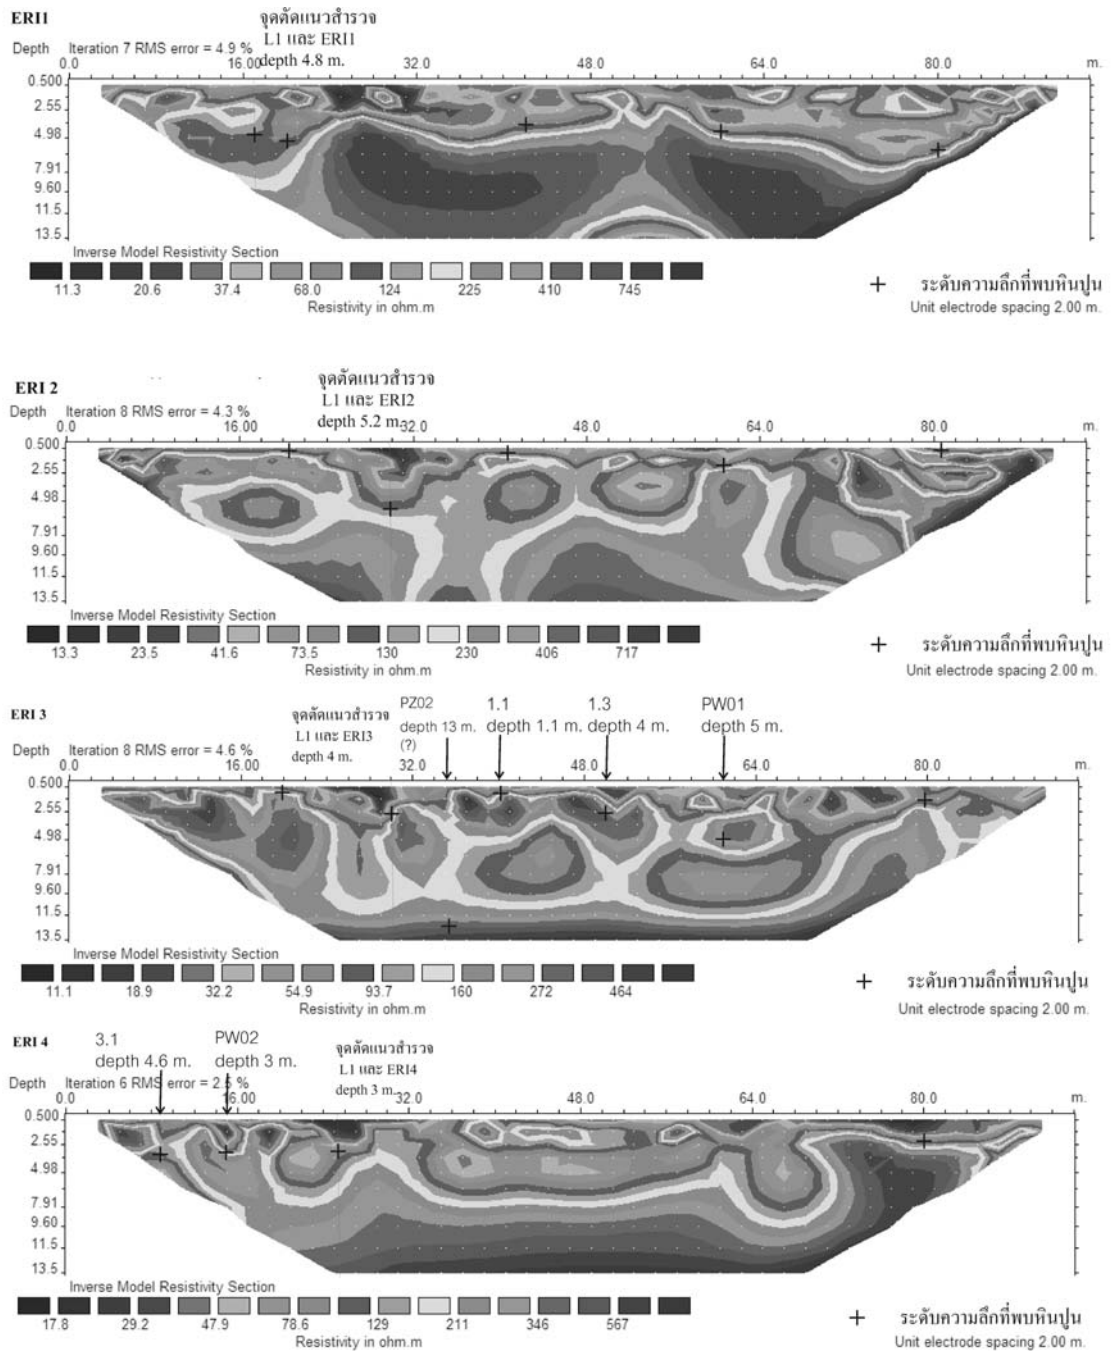 ERI1
จุดตัดแนวสำรวจ
L1 และ ERI1
depth 4.8 m.
Depth Iteration 7 RMS error = 4.9 %
0.0 16.00 32.0 48.0 64.0 80.0 m.
0.500
2.55
4.98
7.91
9.60
11.5
13.5
Inverse Model Resistivity Section
11.3 20.6 37.4 68.0 124 225 410 745
Resistivity in ohm.m
+ ระดับความลึกที่พบหินปูน
Unit electrode spacing 2.00 m.
ERI 2
จุดตัดแนวสำรวจ
L1 และ ERI2
depth 5.2 m.
Depth Iteration 8 RMS error = 4.3 %
0.0 16.00 32.0 48.0 64.0 80.0 m.
0.500
2.55
4.98
7.91
9.60
11.5
13.5
Inverse Model Resistivity Section
13.3 23.5 41.6 73.5 130 230 406 717
Resistivity in ohm.m
+ ระดับความลึกที่พบหินปูน
Unit electrode spacing 2.00 m.
ERI 3
จุดตัดแนวสำรวจ
L1 และ ERI3
depth 4 m.
PZ02
depth 13 m.
(?)
1.1
depth 1.1 m.
1.3
depth 4 m.
PW01
depth 5 m.
Depth Iteration 8 RMS error = 4.6 %
0.0 16.00 32.0 48.0 64.0 80.0 m.
0.500
2.55
4.98
7.91
9.60
11.5
13.5
Inverse Model Resistivity Section
11.1 18.9 32.2 54.9 93.7 160 272 464
Resistivity in ohm.m
+ ระดับความลึกที่พบหินปูน
Unit electrode spacing 2.00 m.
ERI 4
3.1
depth 4.6 m.
PW02
depth 3 m.
จุดตัดแนวสำรวจ
L1 และ ERI4
depth 3 m.
Depth Iteration 6 RMS error = 2.5 %
0.0 16.00 32.0 48.0 64.0 80.0 m.
0.500
2.55
4.98
7.91
9.60
11.5
13.5
Inverse Model Resistivity Section
17.8 29.2 47.9 78.6 129 211 346 567
Resistivity in ohm.m
+ ระดับความลึกที่พบหินปูน
Unit electrode spacing 2.00 m.